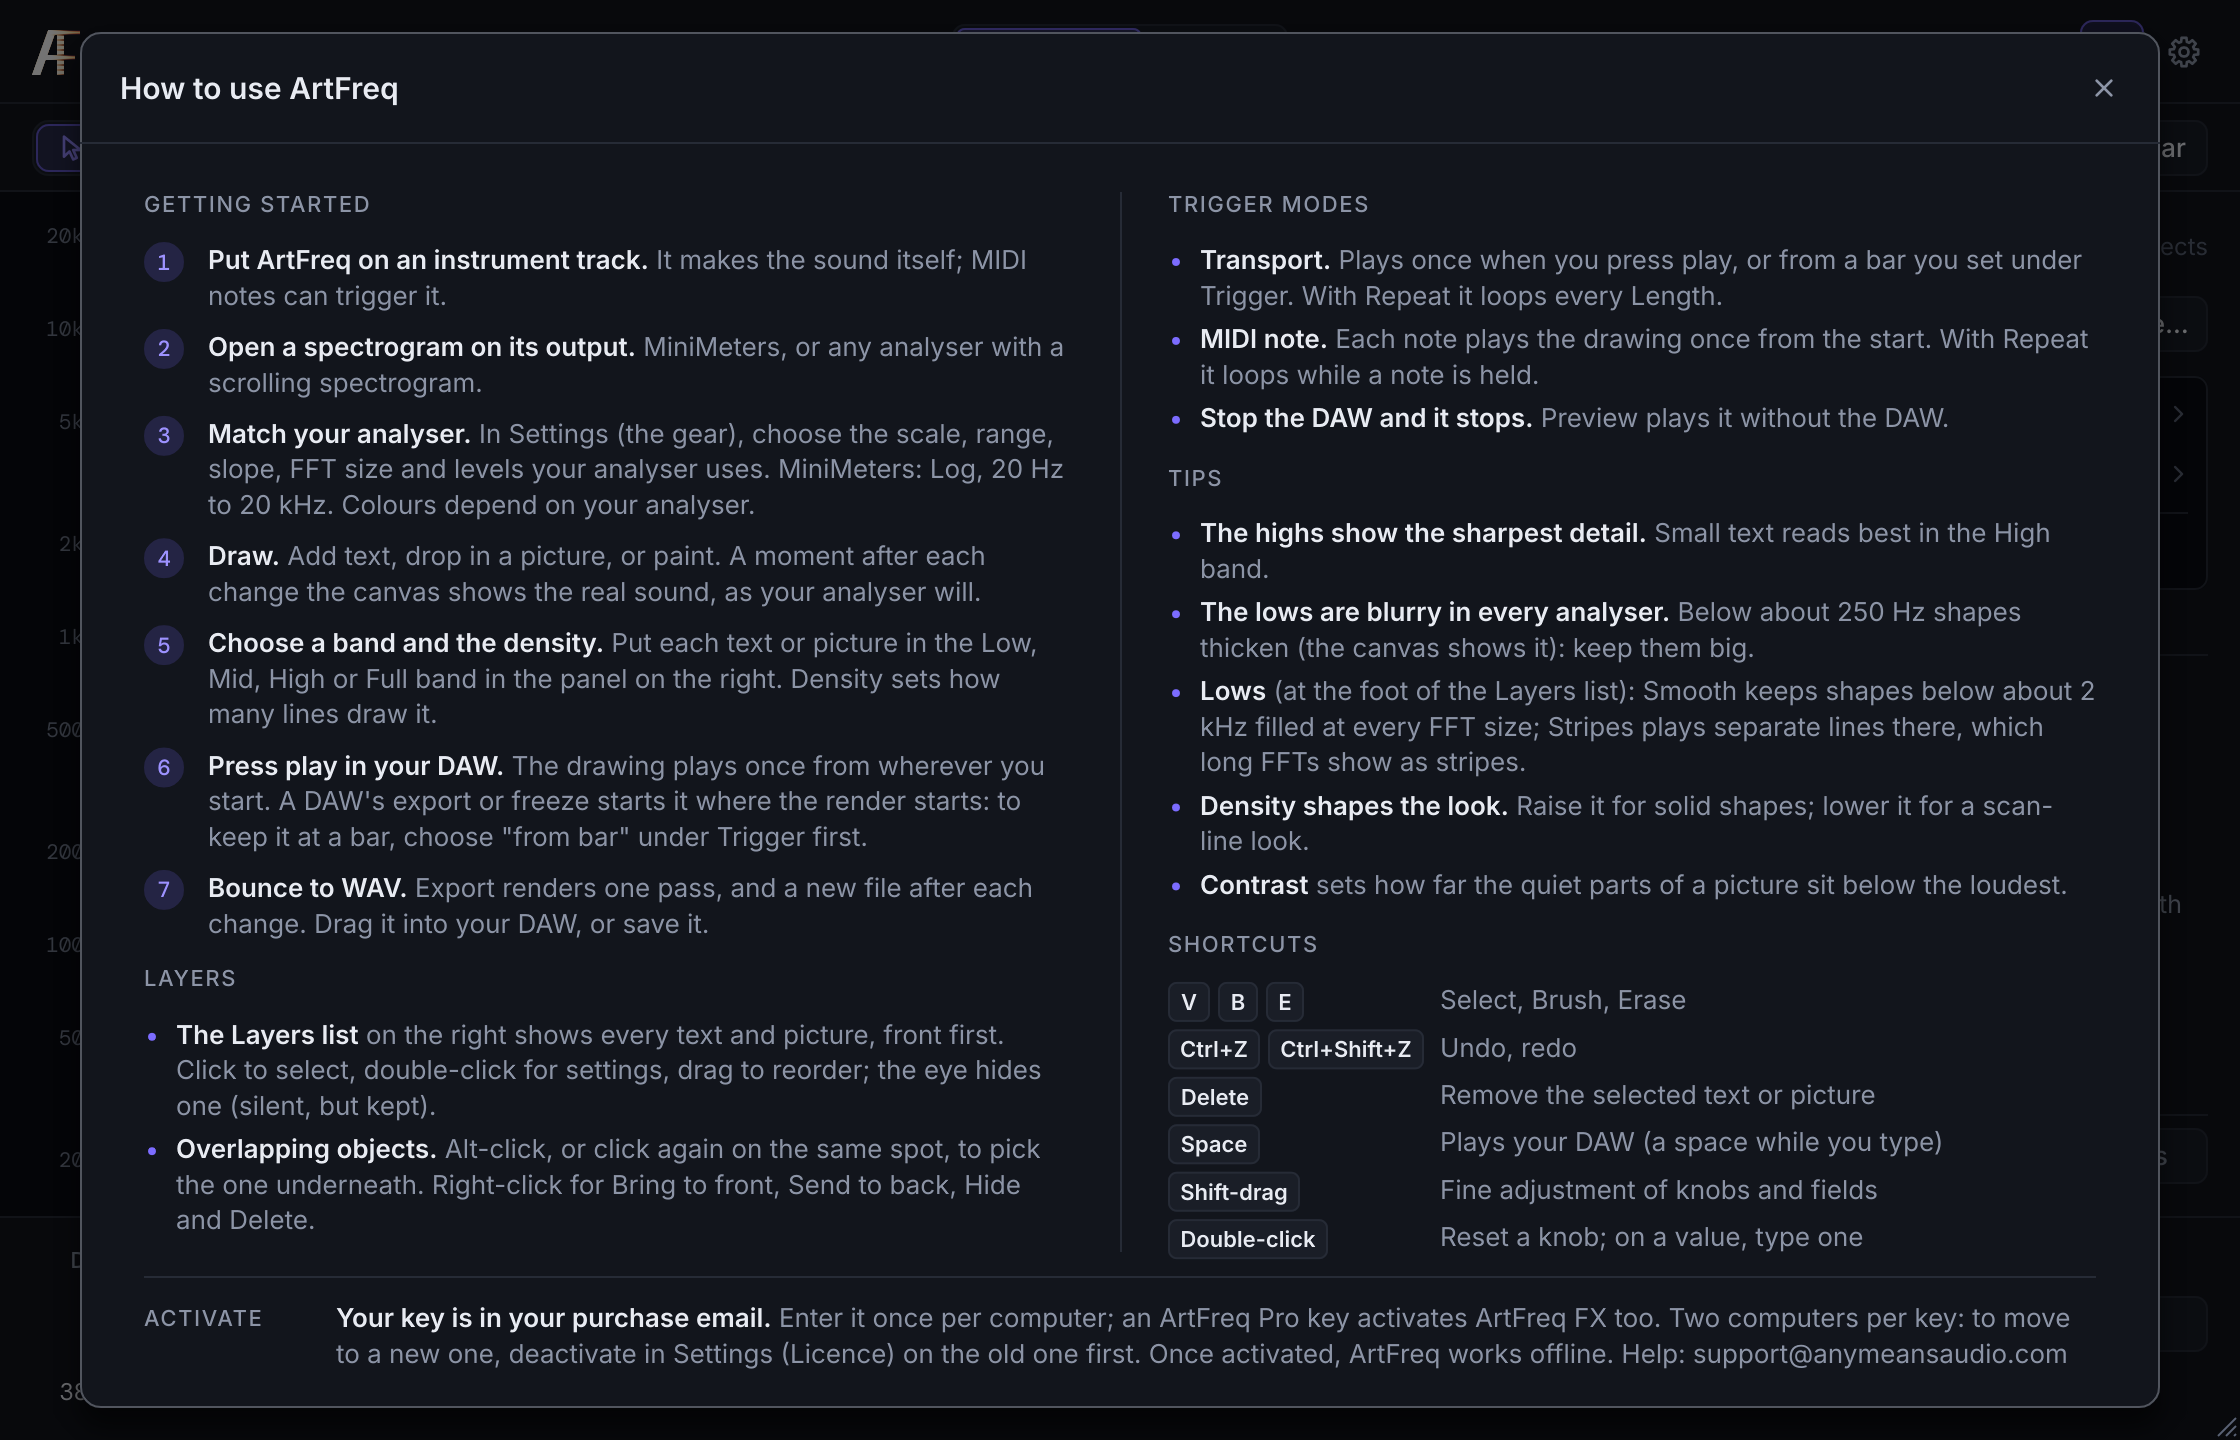 AF
How to use ArtFreq
GETTING STARTED
1 Put ArtFreq on an instrument track. It makes the sound itself; MIDI
notes can trigger it.
2 Open a spectrogram on its output. MiniMeters, or any analyser with a
scrolling spectrogram.
3 Match your analyser. In Settings (the gear), choose the scale, range,
slope, FFT size and levels your analyser uses. MiniMeters: Log, 20 Hz
to 20 kHz. Colours depend on your analyser.
4 Draw. Add text, drop in a picture, or paint. A moment after each
change the canvas shows the real sound, as your analyser will.
5 Choose a band and the density. Put each text or picture in the Low,
Mid, High or Full band in the panel on the right. Density sets how
many lines draw it.
6 Press play in your DAW. The drawing plays once from wherever you
start. A DAW's export or freeze starts it where the render starts: to
keep it at a bar, choose "from bar" under Trigger first.
7 Bounce to WAV. Export renders one pass, and a new file after each
change. Drag it into your DAW, or save it.
LAYERS
• The Layers list on the right shows every text and picture, front first.
Click to select, double-click for settings, drag to reorder; the eye hides
one (silent, but kept).
• Overlapping objects. Alt-click, or click again on the same spot, to pick
the one underneath. Right-click for Bring to front, Send to back, Hide
and Delete.
TRIGGER MODES
• Transport. Plays once when you press play, or from a bar you set under
Trigger. With Repeat it loops every Length.
• MIDI note. Each note plays the drawing once from the start. With Repeat
it loops while a note is held.
• Stop the DAW and it stops. Preview plays it without the DAW.
TIPS
• The highs show the sharpest detail. Small text reads best in the High
band.
• The lows are blurry in every analyser. Below about 250 Hz shapes
thicken (the canvas shows it): keep them big.
• Lows (at the foot of the Layers list): Smooth keeps shapes below about 2
kHz filled at every FFT size; Stripes plays separate lines there, which
long FFTs show as stripes.
• Density shapes the look. Raise it for solid shapes; lower it for a scan-
line look.
• Contrast sets how far the quiet parts of a picture sit below the loudest.
SHORTCUTS
V B E Select, Brush, Erase
Ctrl+Z Ctrl+Shift+Z Undo, redo
Delete Remove the selected text or picture
Space Plays your DAW (a space while you type)
Shift-drag Fine adjustment of knobs and fields
Double-click Reset a knob; on a value, type one
ACTIVATE
Your key is in your purchase email. Enter it once per computer; an ArtFreq Pro key activates ArtFreq FX too. Two computers per key: to move
to a new one, deactivate in Settings (Licence) on the old one first. Once activated, ArtFreq works offline. Help: support@anymeansaudio.com